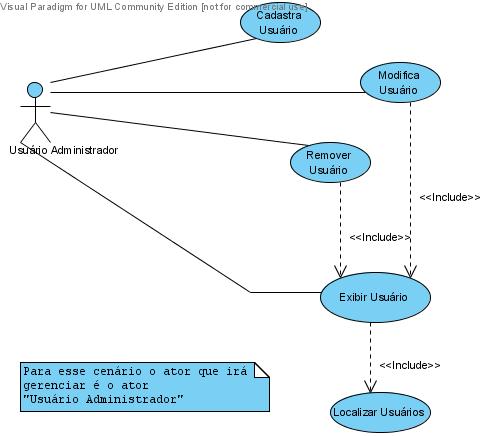 Visual Paradigm for UML Community Edition [not for commercial use]
Cadastra
Usuário
Modifica
Usuário
Usuário Administrador
Remover
Usuário
<<Include>>
<<Include>>
Exibir Usuário
<<Include>>
Para esse cenário o ator que irá
gerenciar é o ator
"Usuário Administrador"
Localizar Usuários